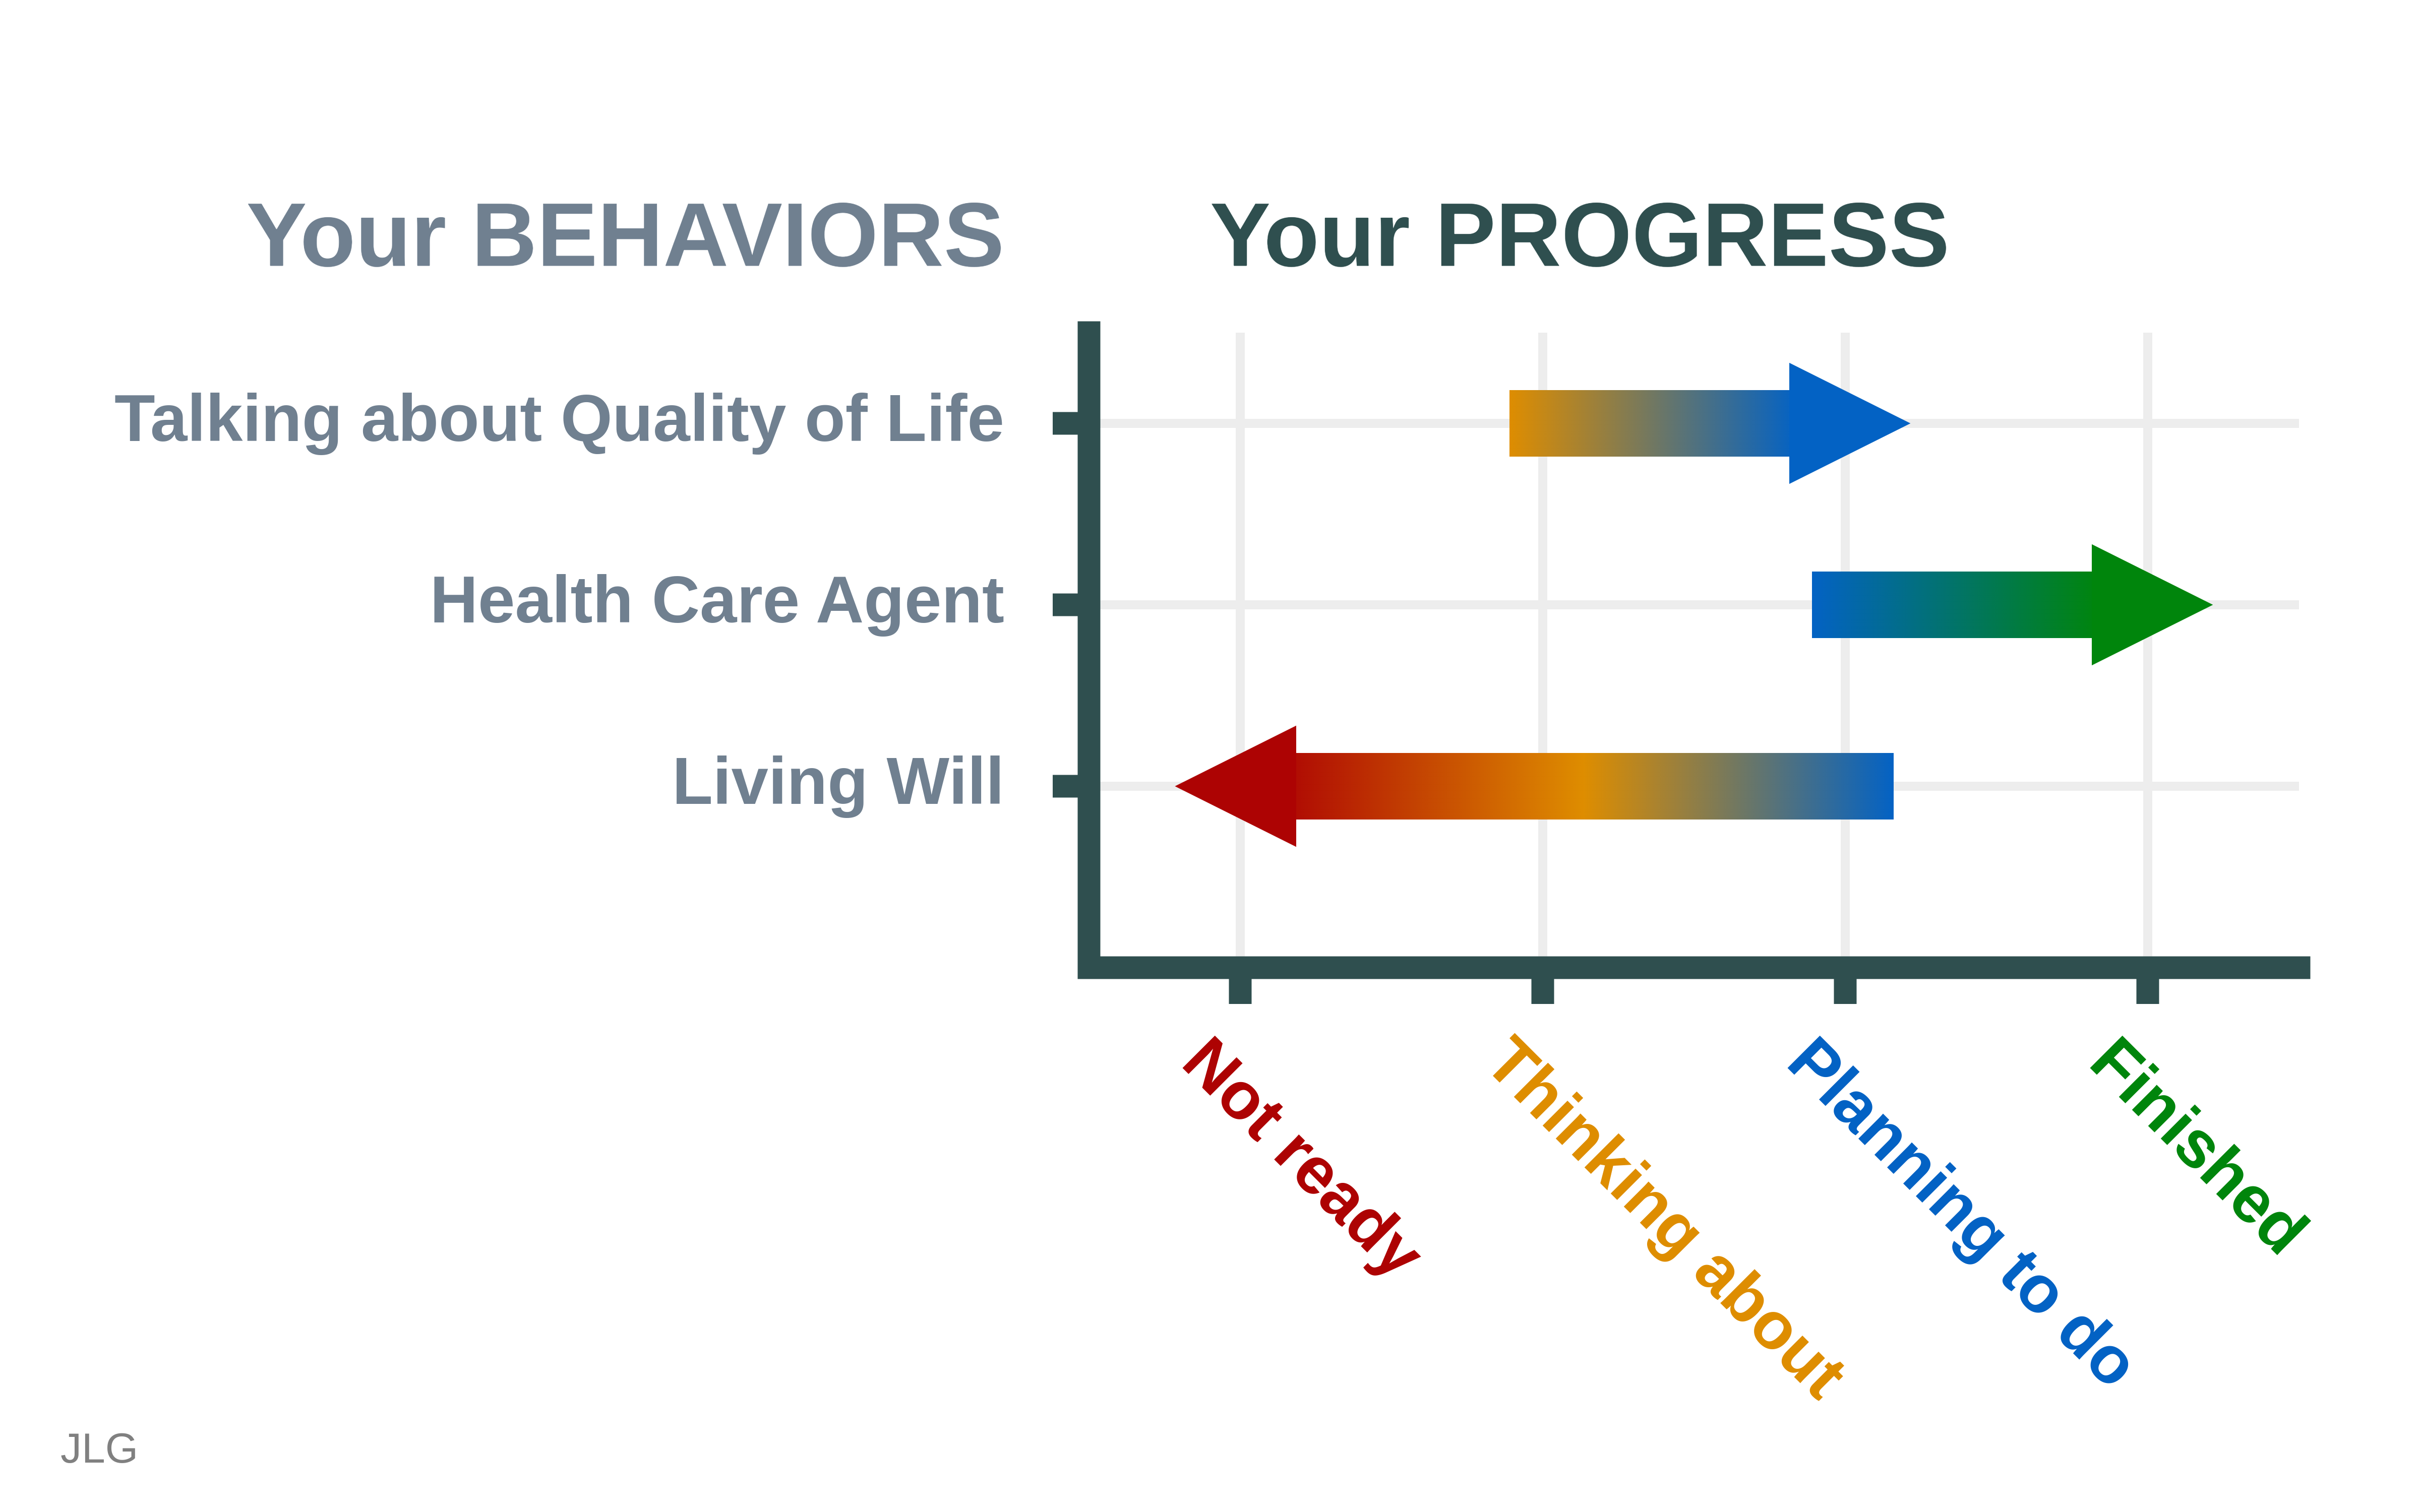 Your BEHAVIORS
Your PROGRESS
Talking about Quality of Life
Health Care Agent
Living Will
Not ready
Thinking about
Planning to do
Finished
JLG